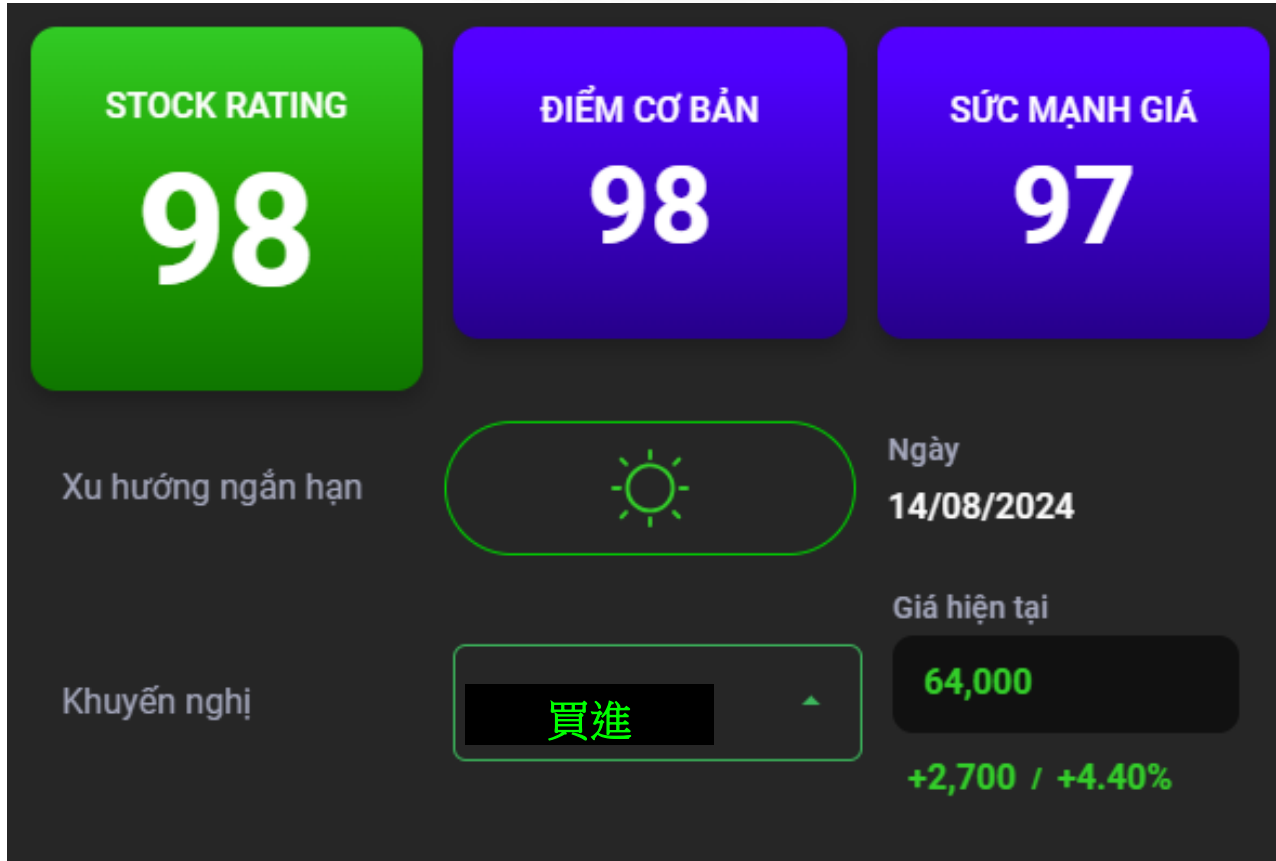 STOCK RATING
98
ĐIỂM CƠ BẢN
98
SỨC MẠNH GIÁ
97
Xu hướng ngắn hạn
Ngày
14/08/2024
Khuyến nghị
買進
Giá hiện tại
64,000
+2,700 / +4.40%